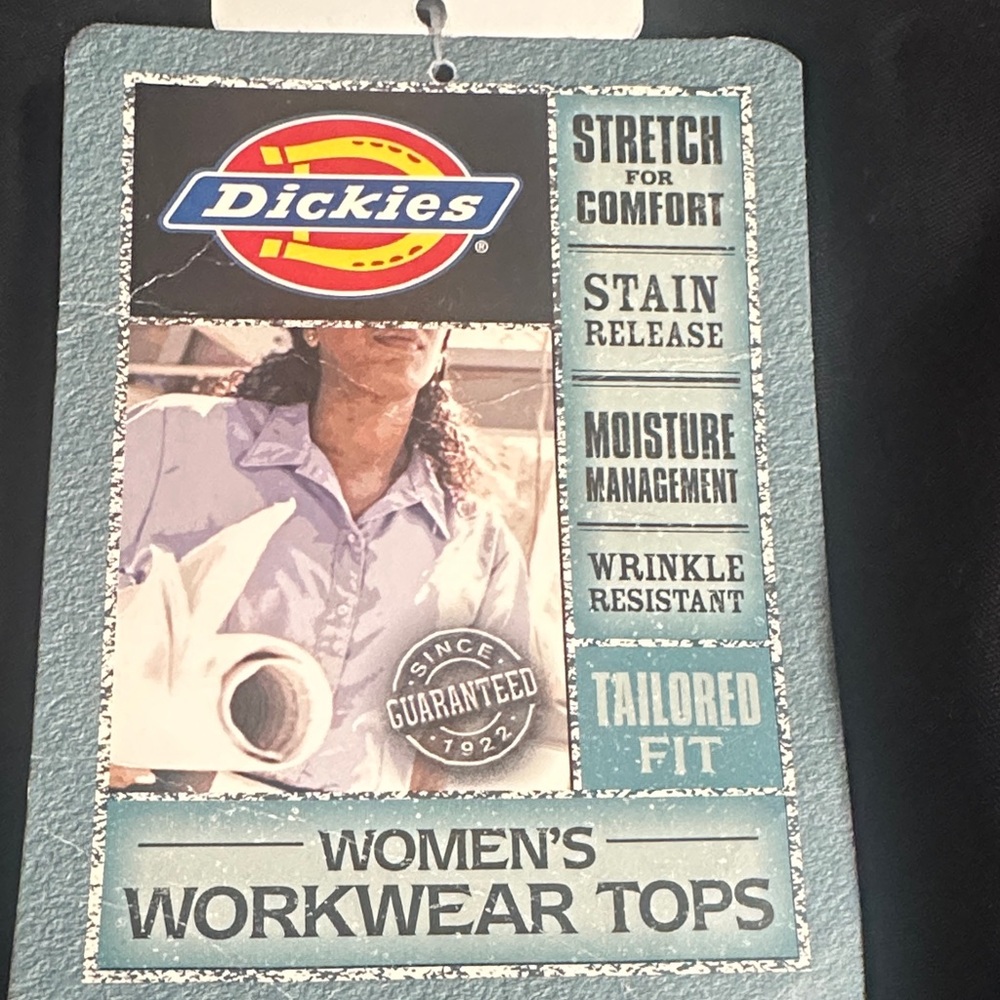 Dickies
®
STRETCH
FOR
COMFORT
STAIN
RELEASE
MOISTURE
MANAGEMENT
WRINKLE
RESISTANT
TAILORED
FIT
SINCE
GUARANTEED
1922
WOMEN'S
WORKWEAR TOPS